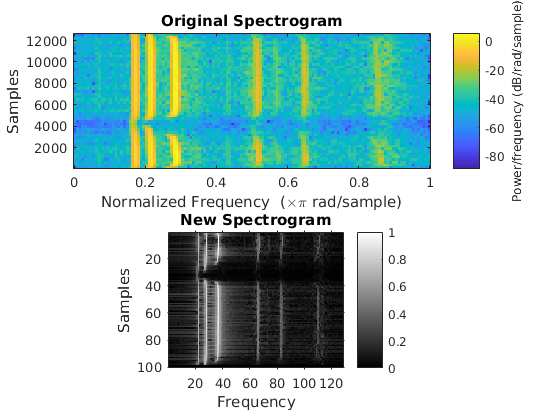 Original Spectrogram
12000
10000
8000
6000
4000
2000
Samples
0 0.2 0.4 0.6 0.8 1
Normalized Frequency (×π rad/sample)
0
-20
-40
-60
-80
Power/frequency (dB/rad/sample)
New Spectrogram
20
40
60
80
100
Samples
20 40 60 80 100 120
Frequency
1
0.8
0.6
0.4
0.2
0